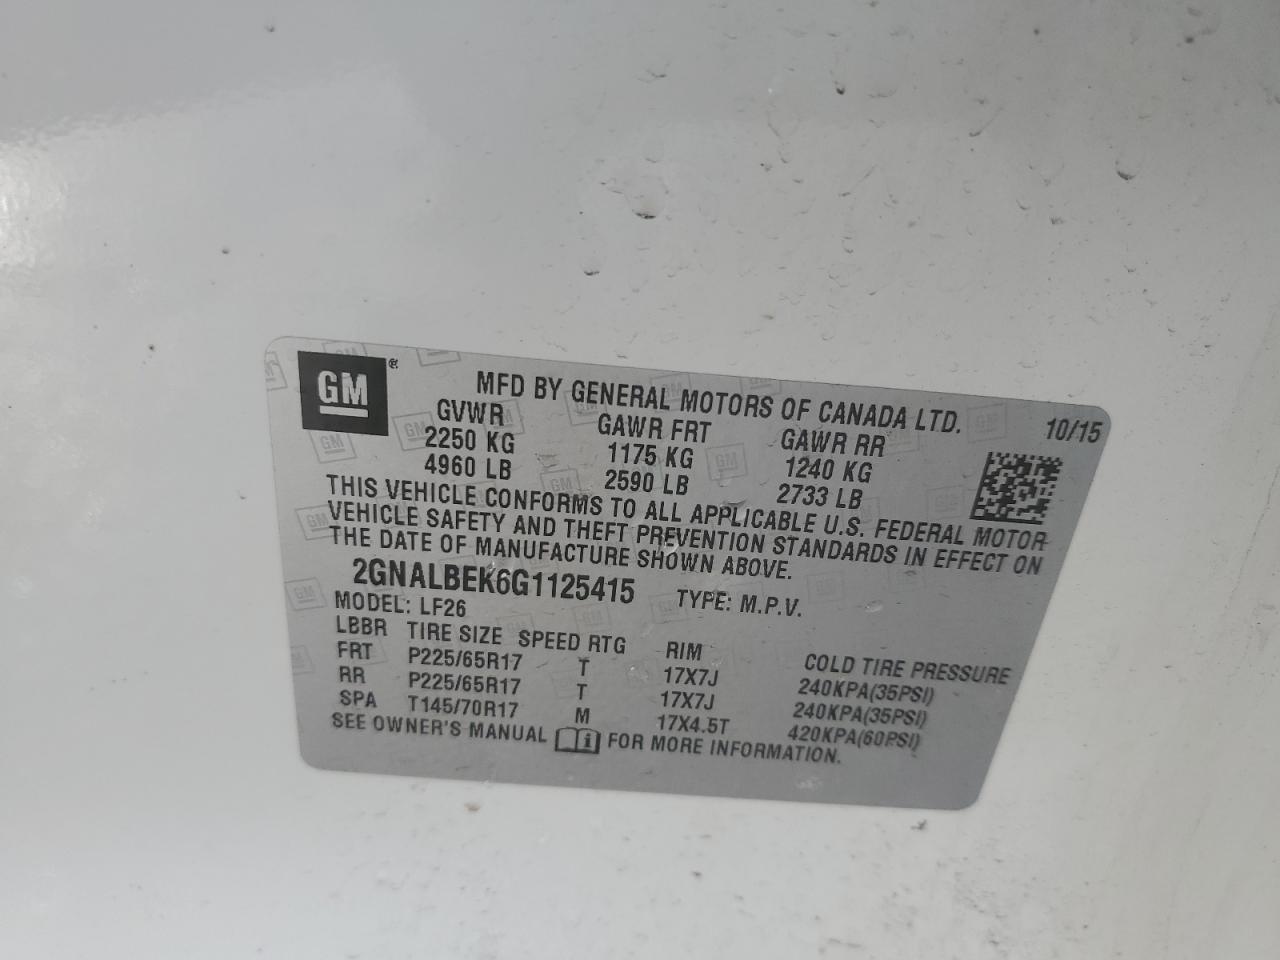 GM®
MFD BY GENERAL MOTORS OF CANADA LTD. 10/15
GVWR GAWR FRT GAWR RR
2250 KG 1175 KG 1240 KG
4960 LB 2590 LB 2733 LB
THIS VEHICLE CONFORMS TO ALL APPLICABLE U.S. FEDERAL MOTOR
VEHICLE SAFETY AND THEFT PREVENTION STANDARDS IN EFFECT ON
THE DATE OF MANUFACTURE SHOWN ABOVE.
2GNALBEK6G1125415 TYPE: M.P.V.
MODEL: LF26
LBBR TIRE SIZE SPEED RTG RIM COLD TIRE PRESSURE
FRT P225/65R17 T 17X7J 240KPA(35PSI)
RR P225/65R17 T 17X7J 240KPA(35PSI)
SPA T145/70R17 M 17X4.5T 420KPA(60PSI)
SEE OWNER'S MANUAL i FOR MORE INFORMATION.